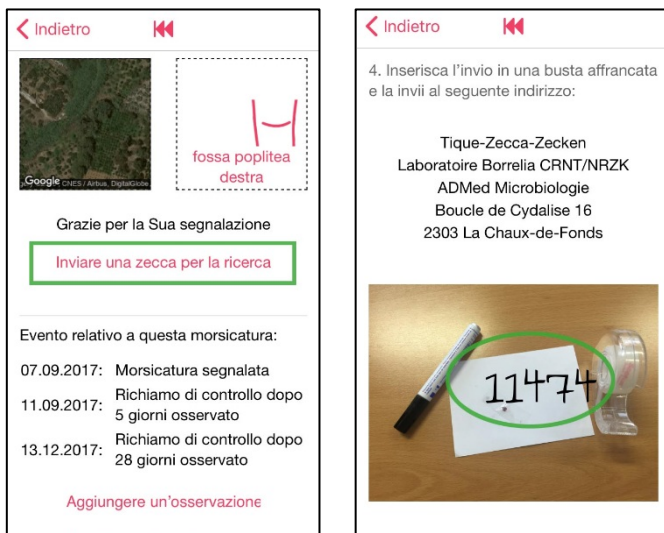 Indietro
Google CNES / Airbus, DigitalGlobe
fossa poplitea
destra
Grazie per la Sua segnalazione
Inviare una zecca per la ricerca
Evento relativo a questa morsicatura:
07.09.2017: Morsicatura segnalata
11.09.2017: Richiamo di controllo dopo
5 giorni osservato
13.12.2017: Richiamo di controllo dopo
28 giorni osservato
Aggiungere un'osservazione
Indietro
4. Inserisca l'invio in una busta affrancata
e la invii al seguente indirizzo:
Tique-Zecca-Zecken
Laboratoire Borrelia CRNT/NRZK
ADMed Microbiologie
Boucle de Cydalise 16
2303 La Chaux-de-Fonds
11474